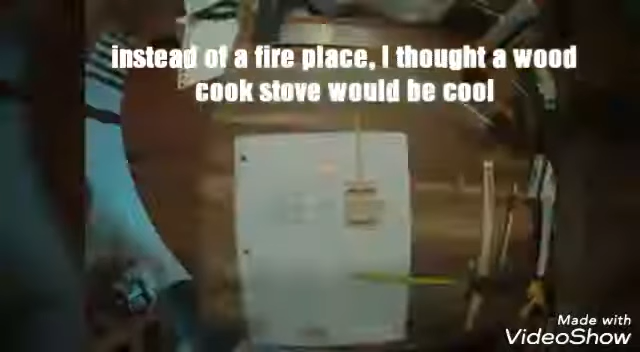 instead of a fire place, I thought a wood
cook stove would be cool
Made with
VideoShow